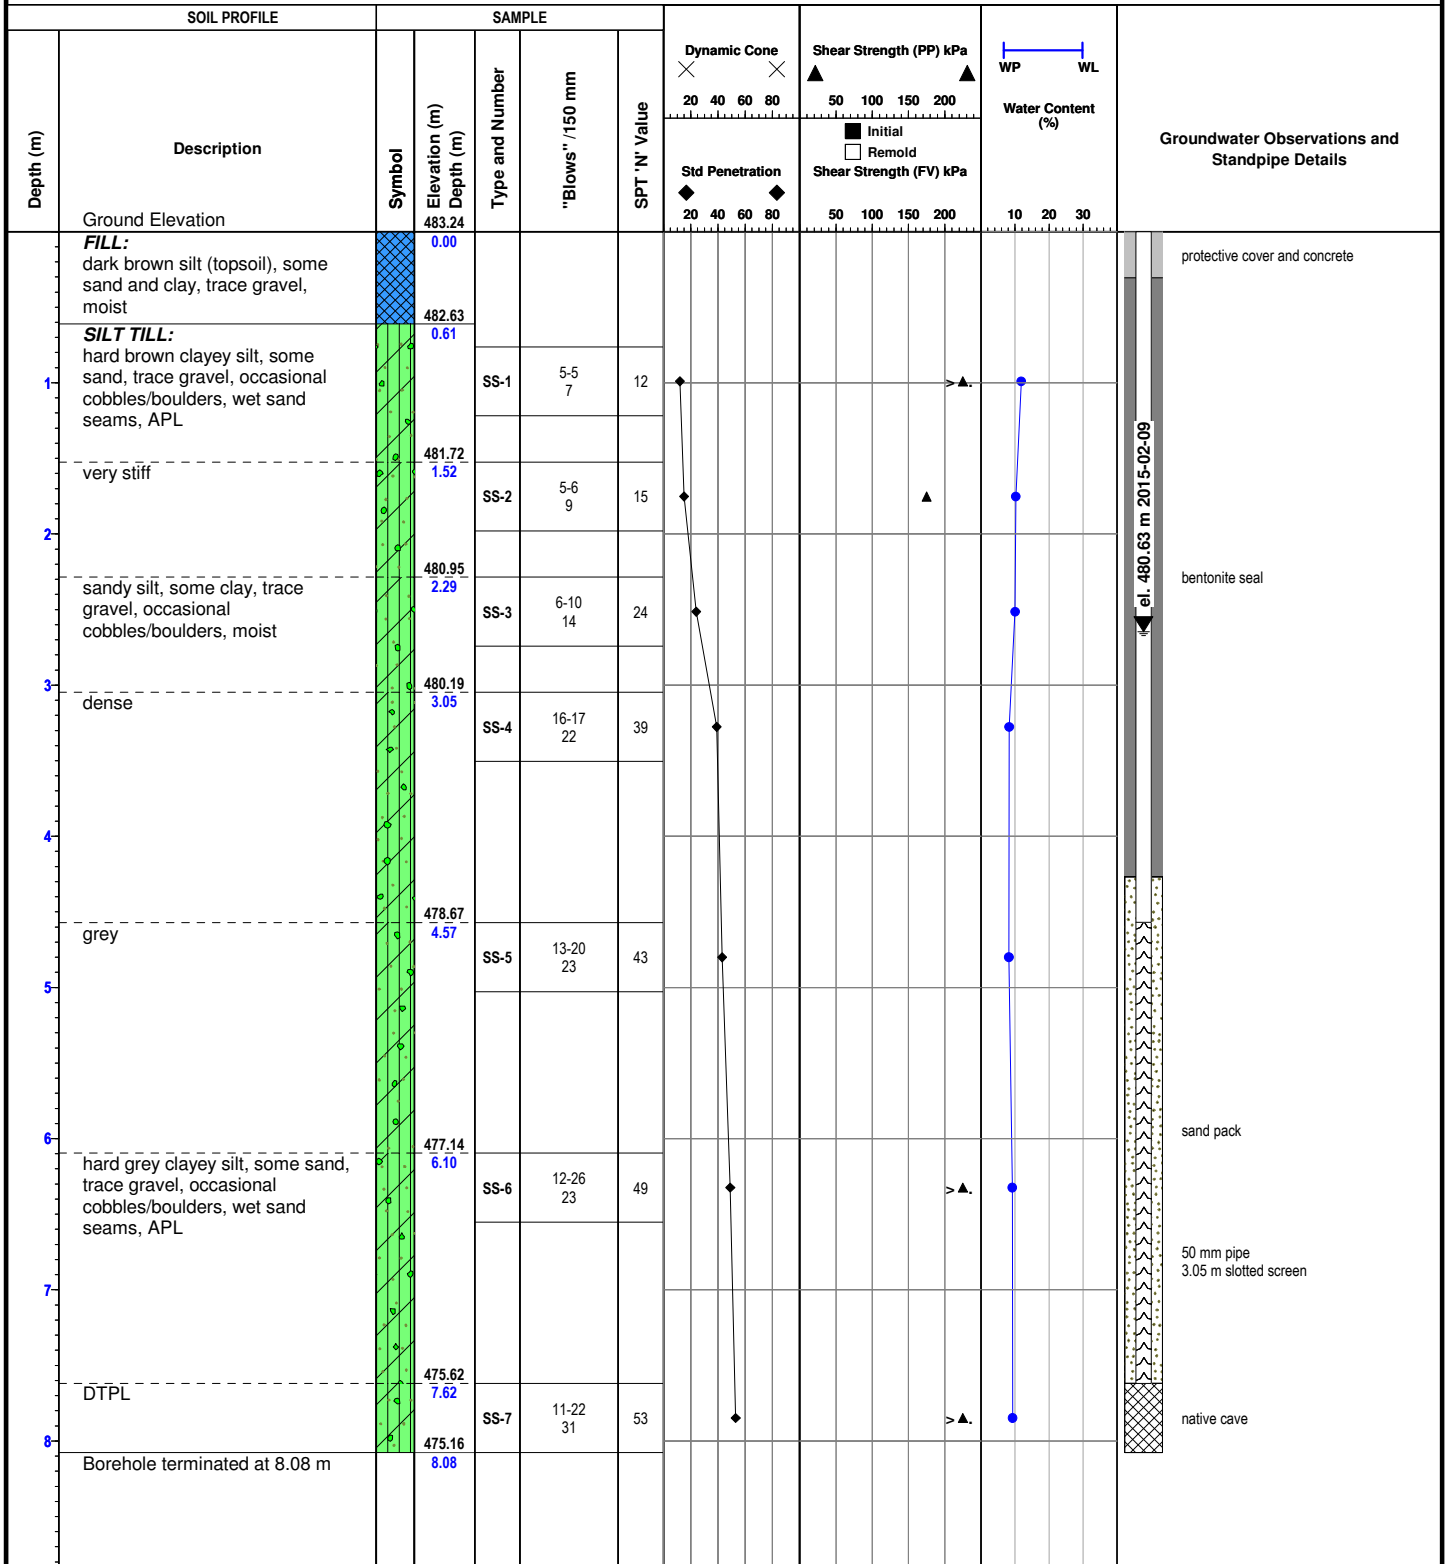 SOIL PROFILE
SAMPLE
Depth (m)
Description
Symbol
Elevation (m)
Depth (m)
Type and Number
"Blows" /150 mm
SPT 'N' Value
Dynamic Cone
20 40 60 80
Std Penetration
20 40 60 80
Shear Strength (PP) kPa
50 100 150 200
Initial
Remold
Shear Strength (FV) kPa
50 100 150 200
WP WL
Water Content
(%)
10 20 30
Groundwater Observations and
Standpipe Details
Ground Elevation
483.24
0.00
FILL:
dark brown silt (topsoil), some
sand and clay, trace gravel,
moist
482.63
0.61
protective cover and concrete
SILT TILL:
hard brown clayey silt, some
sand, trace gravel, occasional
cobbles/boulders, wet sand
seams, APL
1
SS-1
5-5
7
12
>
481.72
1.52
very stiff
SS-2
5-6
9
15
el. 480.63 m 2015-02-09
2
480.95
2.29
sandy silt, some clay, trace
gravel, occasional
cobbles/boulders, moist
SS-3
6-10
14
24
bentonite seal
3
480.19
3.05
dense
SS-4
16-17
22
39
4
478.67
4.57
grey
SS-5
13-20
23
43
5
6
sand pack
477.14
6.10
hard grey clayey silt, some sand,
trace gravel, occasional
cobbles/boulders, wet sand
seams, APL
SS-6
12-26
23
49
>
50 mm pipe
3.05 m slotted screen
7
475.62
7.62
DTPL
SS-7
11-22
31
53
>
native cave
8
475.16
8.08
Borehole terminated at 8.08 m